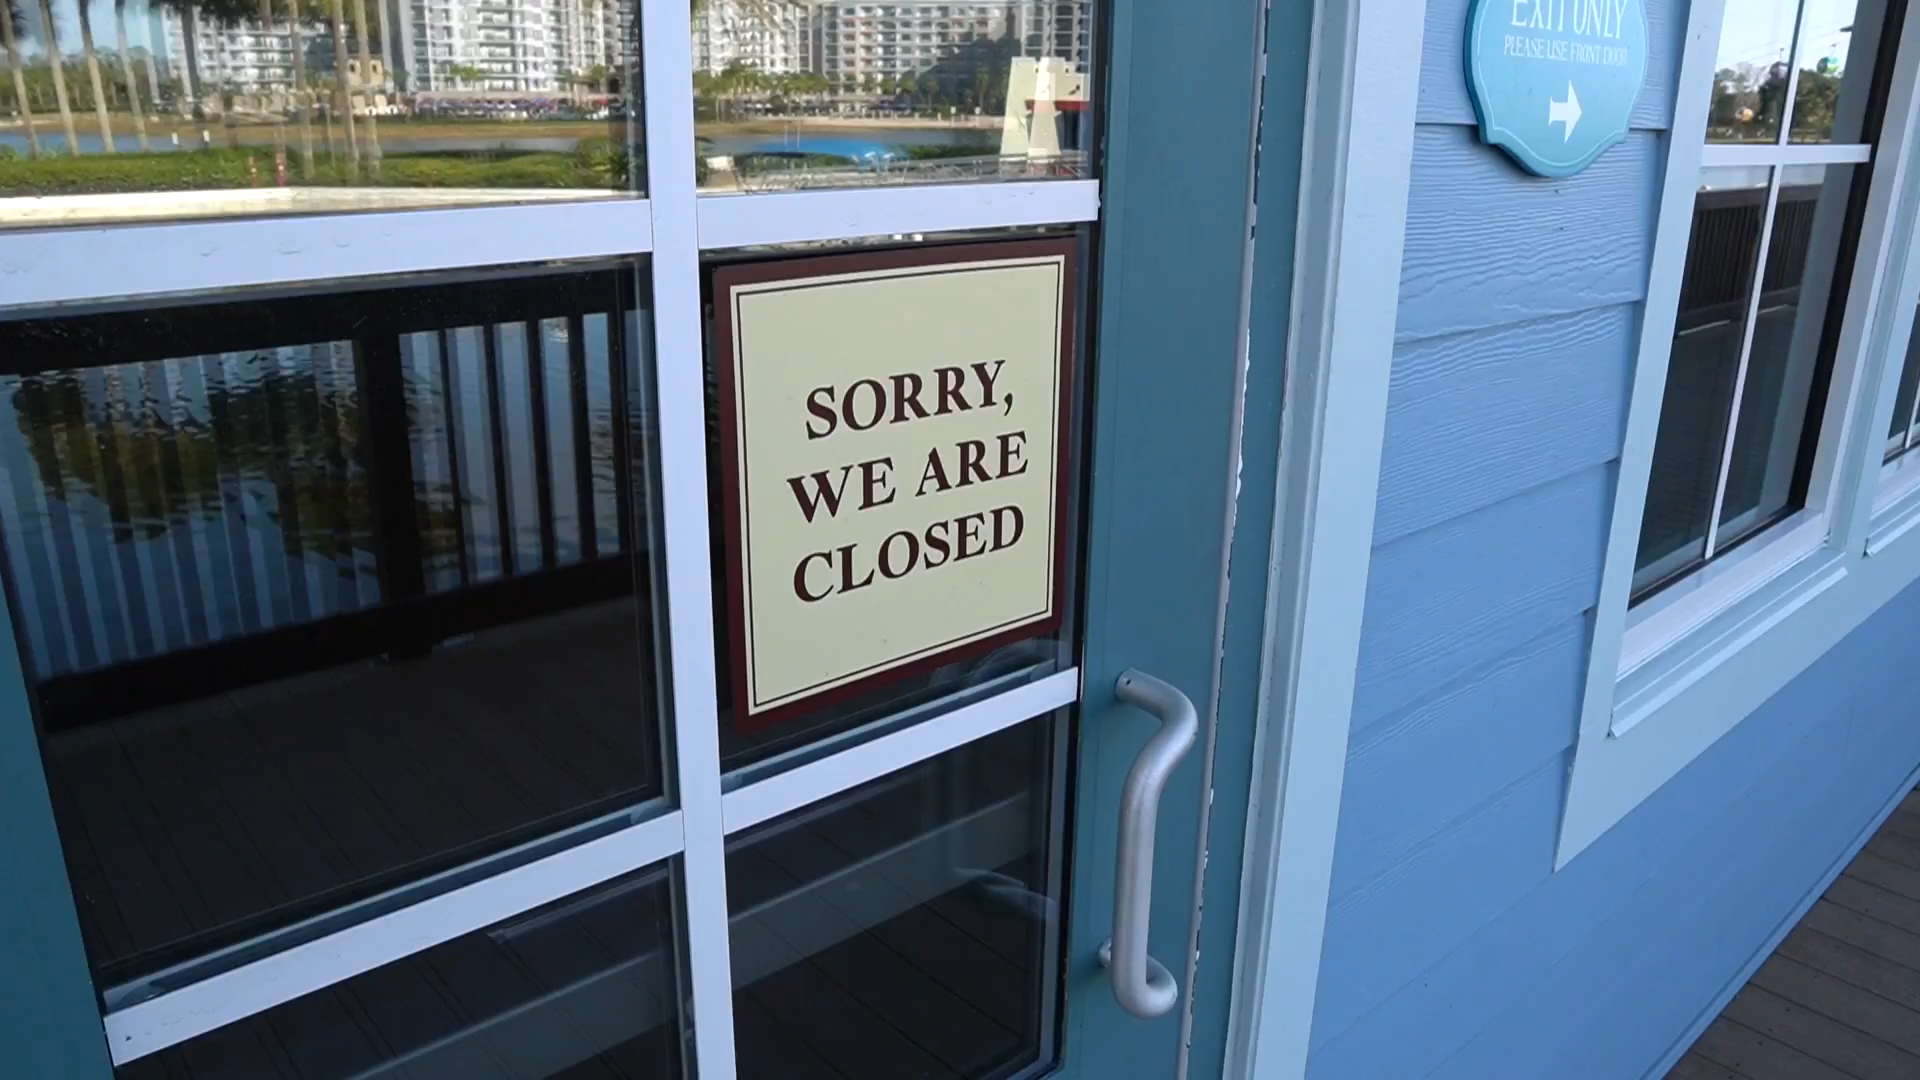 SORRY,
WE ARE
CLOSED
EXIT ONLY
PLEASE USE FRONT DOOR